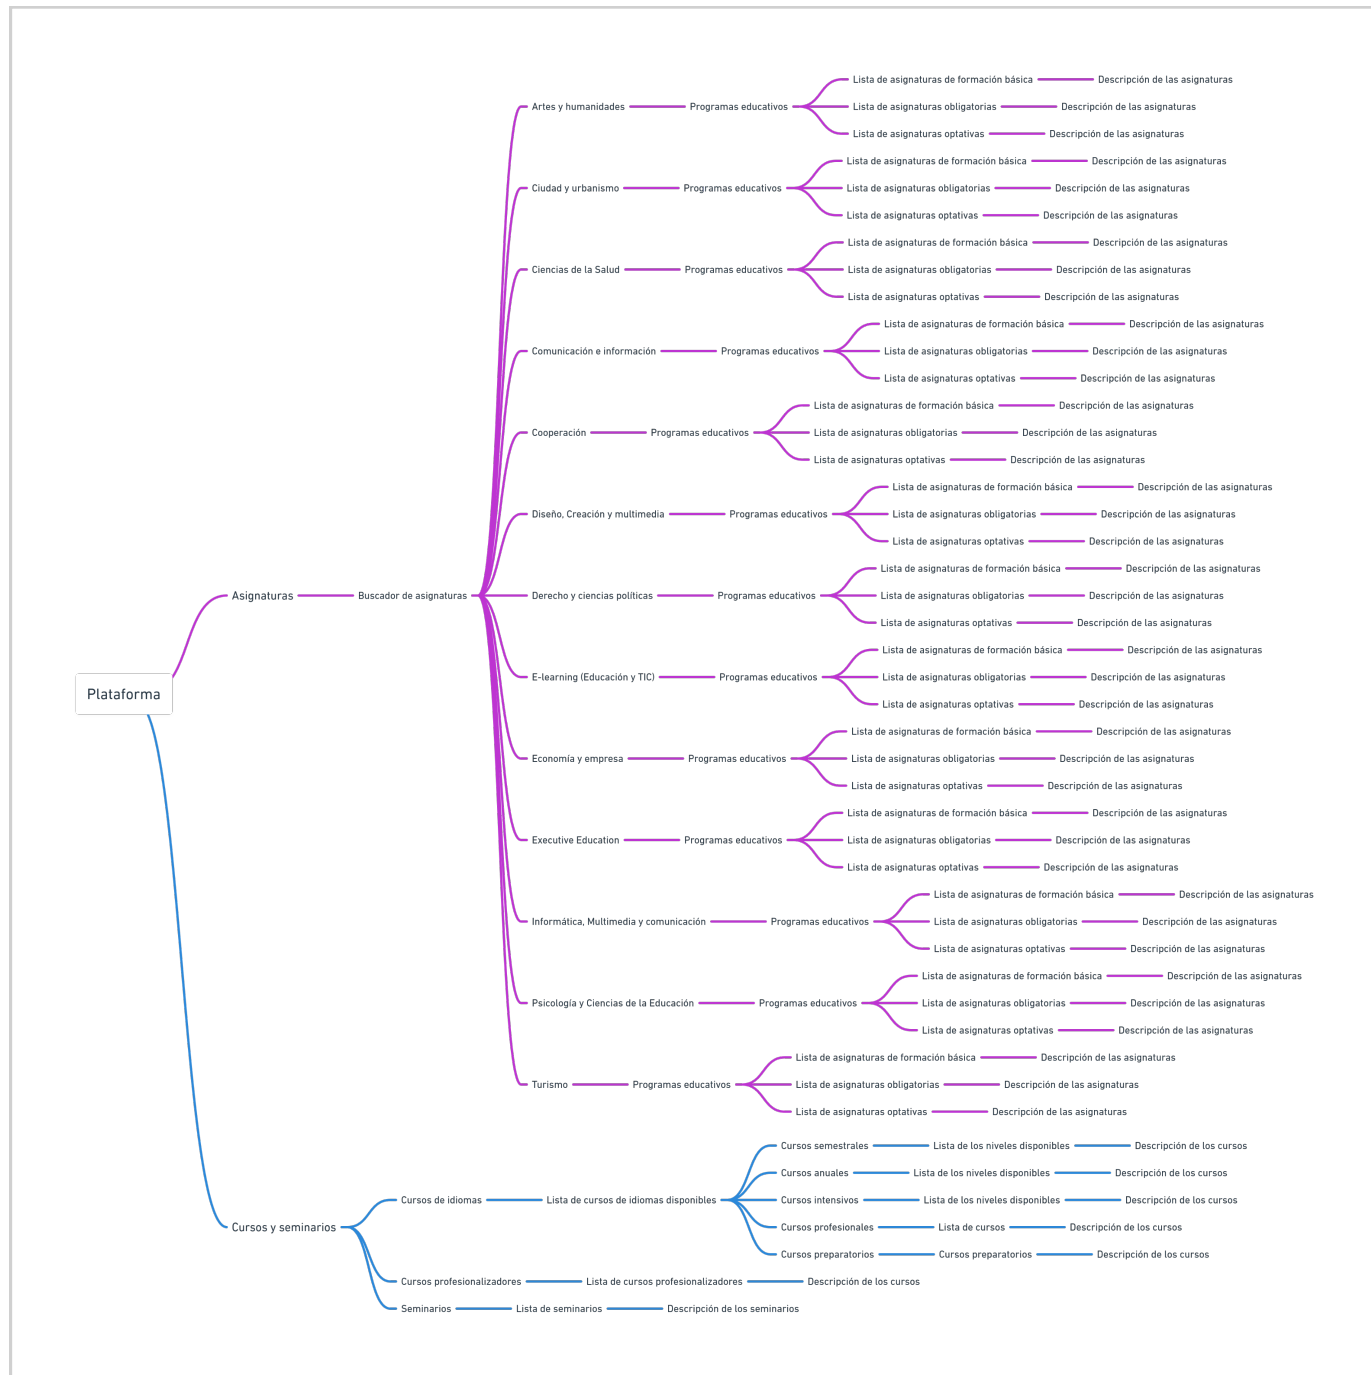 Plataforma
Asignaturas
Buscador de asignaturas
Artes y humanidades
Programas educativos
Lista de asignaturas de formación básica
Descripción de las asignaturas
Lista de asignaturas obligatorias
Descripción de las asignaturas
Lista de asignaturas optativas
Descripción de las asignaturas
Ciudad y urbanismo
Programas educativos
Lista de asignaturas de formación básica
Descripción de las asignaturas
Lista de asignaturas obligatorias
Descripción de las asignaturas
Lista de asignaturas optativas
Descripción de las asignaturas
Ciencias de la Salud
Programas educativos
Lista de asignaturas de formación básica
Descripción de las asignaturas
Lista de asignaturas obligatorias
Descripción de las asignaturas
Lista de asignaturas optativas
Descripción de las asignaturas
Comunicación e información
Programas educativos
Lista de asignaturas de formación básica
Descripción de las asignaturas
Lista de asignaturas obligatorias
Descripción de las asignaturas
Lista de asignaturas optativas
Descripción de las asignaturas
Cooperación
Programas educativos
Lista de asignaturas de formación básica
Descripción de las asignaturas
Lista de asignaturas obligatorias
Descripción de las asignaturas
Lista de asignaturas optativas
Descripción de las asignaturas
Diseño, Creación y multimedia
Programas educativos
Lista de asignaturas de formación básica
Descripción de las asignaturas
Lista de asignaturas obligatorias
Descripción de las asignaturas
Lista de asignaturas optativas
Descripción de las asignaturas
Derecho y ciencias políticas
Programas educativos
Lista de asignaturas de formación básica
Descripción de las asignaturas
Lista de asignaturas obligatorias
Descripción de las asignaturas
Lista de asignaturas optativas
Descripción de las asignaturas
E-learning (Educación y TIC)
Programas educativos
Lista de asignaturas de formación básica
Descripción de las asignaturas
Lista de asignaturas obligatorias
Descripción de las asignaturas
Lista de asignaturas optativas
Descripción de las asignaturas
Economía y empresa
Programas educativos
Lista de asignaturas de formación básica
Descripción de las asignaturas
Lista de asignaturas obligatorias
Descripción de las asignaturas
Lista de asignaturas optativas
Descripción de las asignaturas
Executive Education
Programas educativos
Lista de asignaturas de formación básica
Descripción de las asignaturas
Lista de asignaturas obligatorias
Descripción de las asignaturas
Lista de asignaturas optativas
Descripción de las asignaturas
Informática, Multimedia y comunicación
Programas educativos
Lista de asignaturas de formación básica
Descripción de las asignaturas
Lista de asignaturas obligatorias
Descripción de las asignaturas
Lista de asignaturas optativas
Descripción de las asignaturas
Psicología y Ciencias de la Educación
Programas educativos
Lista de asignaturas de formación básica
Descripción de las asignaturas
Lista de asignaturas obligatorias
Descripción de las asignaturas
Lista de asignaturas optativas
Descripción de las asignaturas
Turismo
Programas educativos
Lista de asignaturas de formación básica
Descripción de las asignaturas
Lista de asignaturas obligatorias
Descripción de las asignaturas
Lista de asignaturas optativas
Descripción de las asignaturas
Cursos y seminarios
Cursos de idiomas
Lista de cursos de idiomas disponibles
Cursos semestrales
Lista de los niveles disponibles
Descripción de los cursos
Cursos anuales
Lista de los niveles disponibles
Descripción de los cursos
Cursos intensivos
Lista de los niveles disponibles
Descripción de los cursos
Cursos profesionales
Lista de cursos
Descripción de los cursos
Cursos preparatorios
Cursos preparatorios
Descripción de los cursos
Cursos profesionalizadores
Lista de cursos profesionalizadores
Descripción de los cursos
Seminarios
Lista de seminarios
Descripción de los seminarios